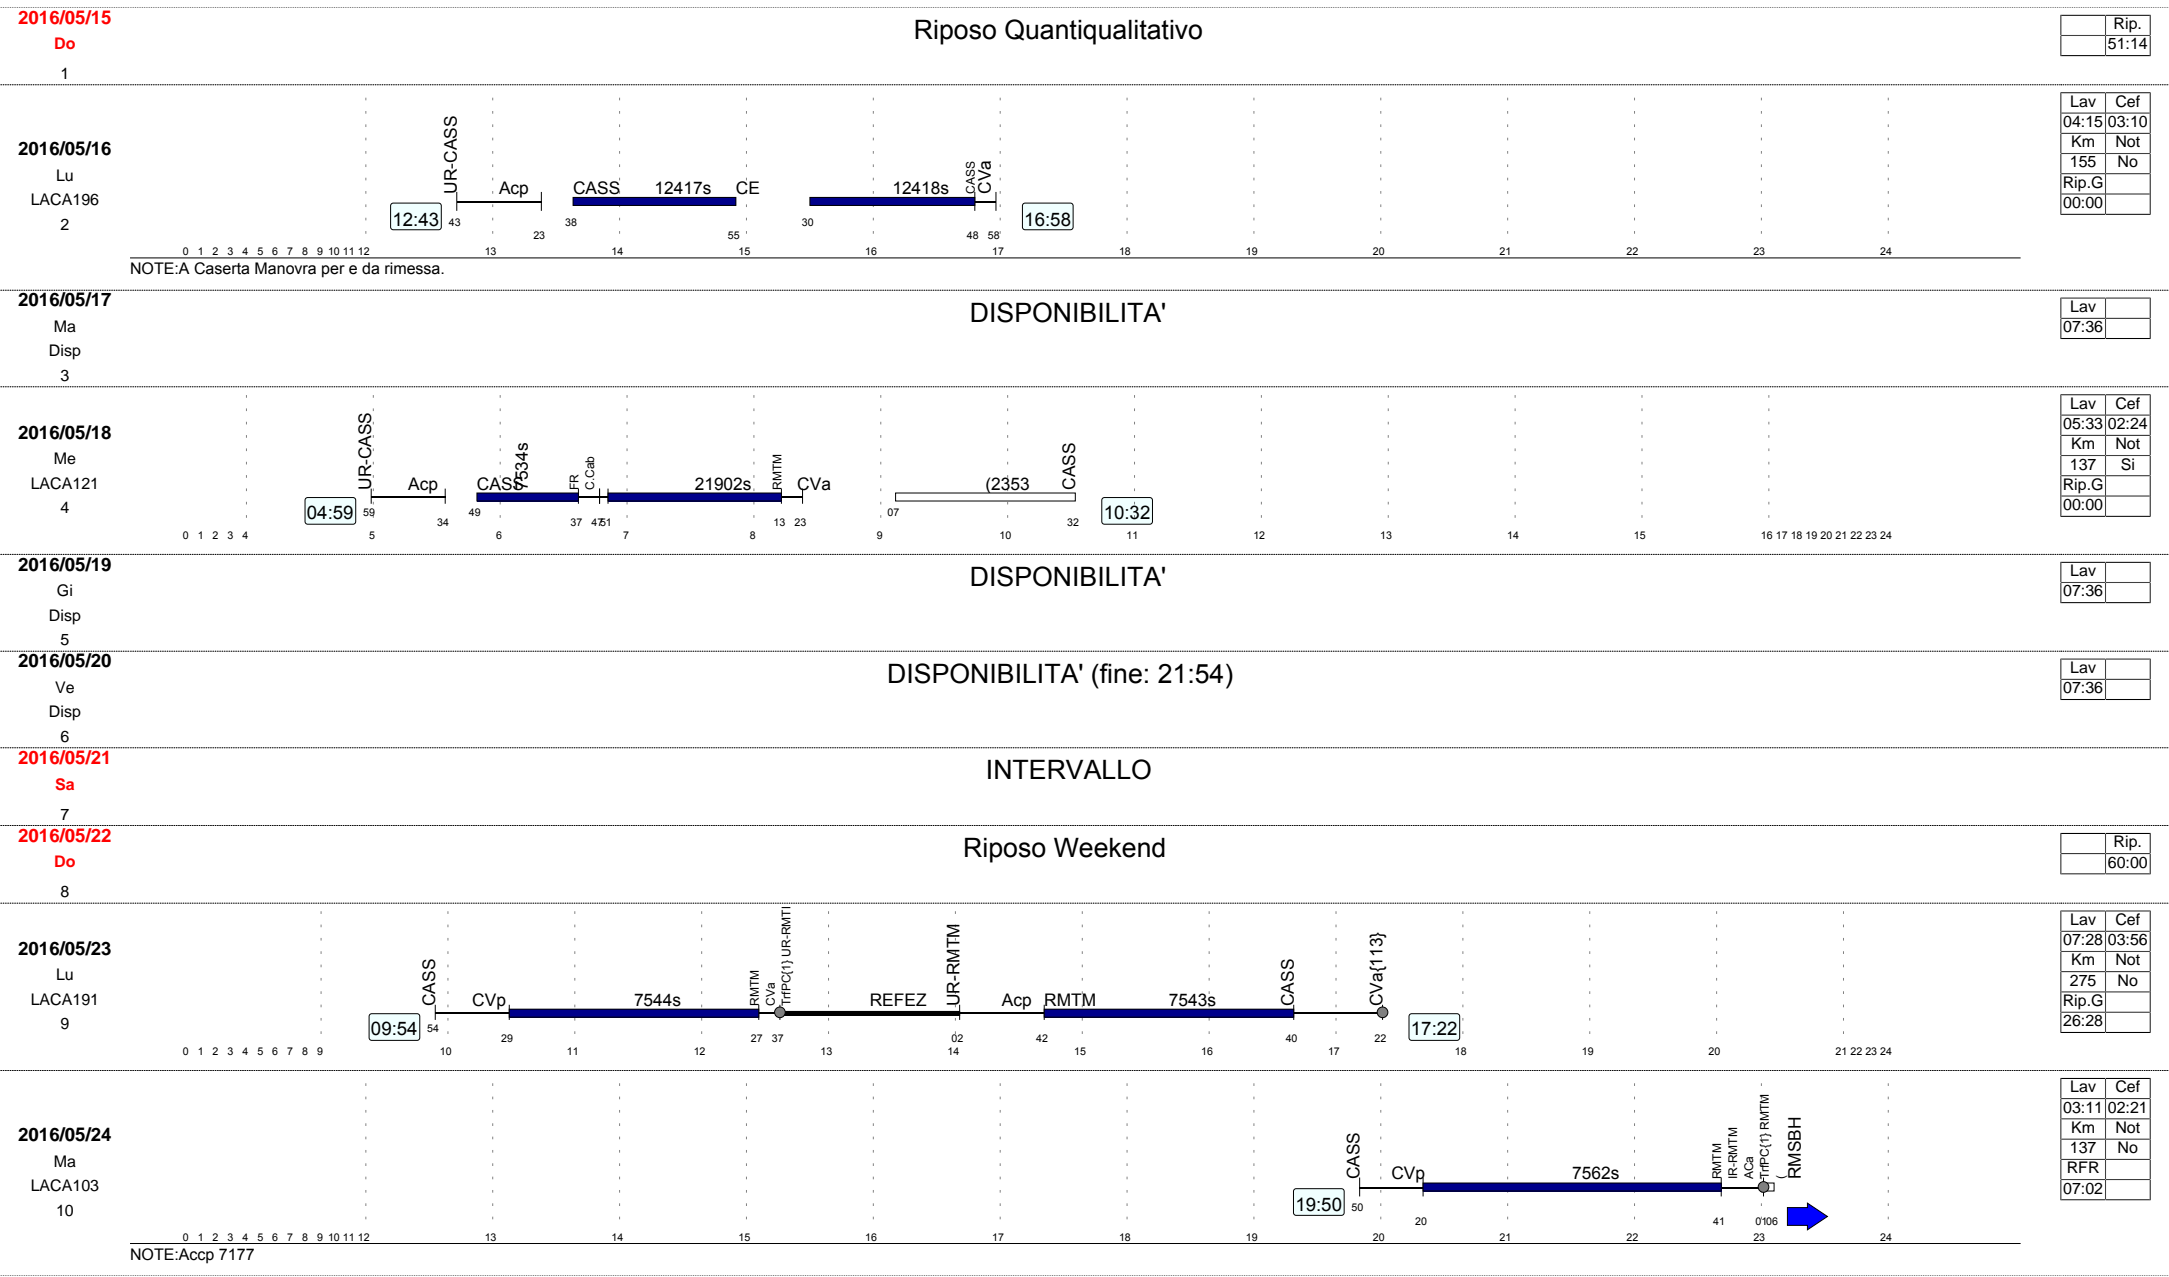 2016/05/15
Do
1
Riposo Quantiqualitativo
Rip.
51:14
2016/05/16
Lu
LACA196
2
12:43
UR-CASS
Acp
CASS
12417s
CE
12418s
CASS
CVa
16:58
43 23 38 55 30 48 58
0 1 2 3 4 5 6 7 8 9 10 11 12 13 14 15 16 17 18 19 20 21 22 23 24
NOTE:A Caserta Manovra per e da rimessa.
Lav Cef
04:15 03:10
Km Not
155 No
Rip.G
00:00
2016/05/17
Ma
Disp
3
DISPONIBILITA'
Lav
07:36
2016/05/18
Me
LACA121
4
04:59
UR-CASS
Acp
CASS
7534s
FR
C.Cab
21902s
RMTM
CVa
(2353
CASS
10:32
59 34 49 37 47 51 13 23 07 32
0 1 2 3 4 5 6 7 8 9 10 11 12 13 14 15 16 17 18 19 20 21 22 23 24
Lav Cef
05:33 02:24
Km Not
137 Si
Rip.G
00:00
2016/05/19
Gi
Disp
5
DISPONIBILITA'
Lav
07:36
2016/05/20
Ve
Disp
6
DISPONIBILITA' (fine: 21:54)
Lav
07:36
2016/05/21
Sa
7
INTERVALLO
2016/05/22
Do
8
Riposo Weekend
Rip.
60:00
2016/05/23
Lu
LACA191
9
09:54
CASS
CVp
7544s
RMTM
CVa
TrfPC{1} UR-RMTI
REFEZ
UR-RMTM
Acp
RMTM
7543s
CASS
CVa{113}
17:22
54 29 27 37 02 42 40 22
0 1 2 3 4 5 6 7 8 9 10 11 12 13 14 15 16 17 18 19 20 21 22 23 24
Lav Cef
07:28 03:56
Km Not
275 No
Rip.G
26:28
2016/05/24
Ma
LACA103
10
19:50
CASS
CVp
7562s
RMTM
IR-RMTM
ACa
TrfPC{1} RMTM
(
RMSBH
50 20 41 0106
0 1 2 3 4 5 6 7 8 9 10 11 12 13 14 15 16 17 18 19 20 21 22 23 24
NOTE:Accp 7177
Lav Cef
03:11 02:21
Km Not
137 No
RFR
07:02